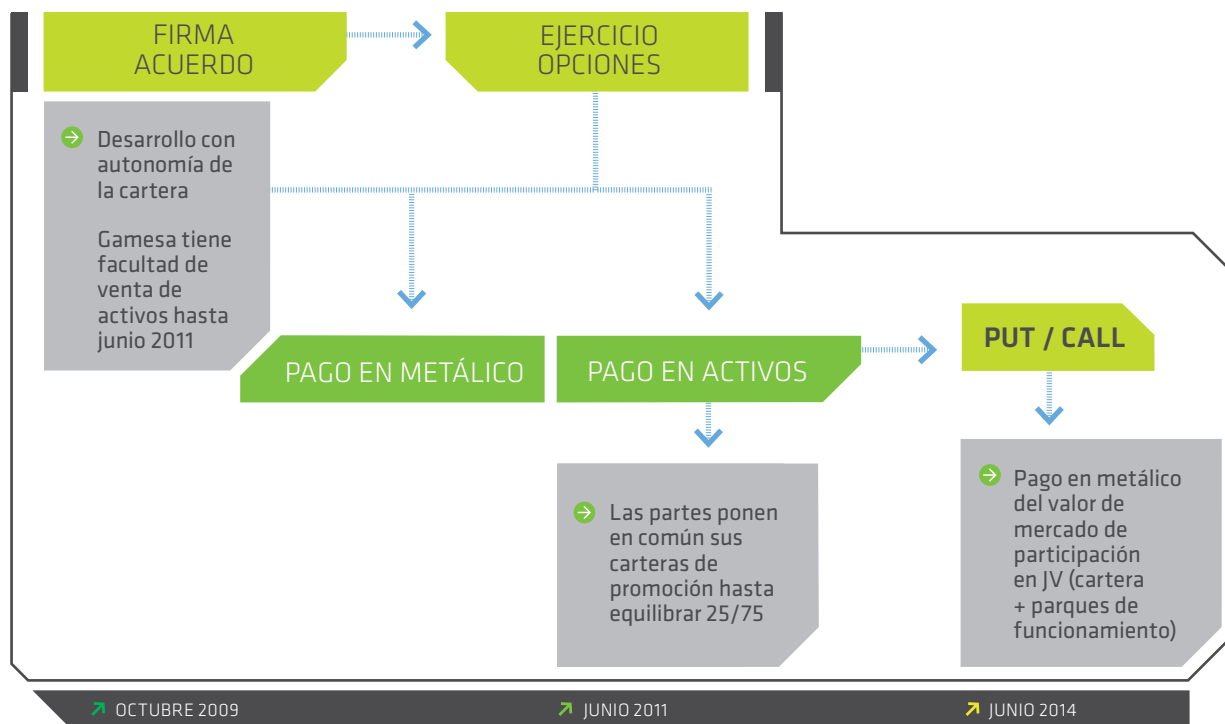 FIRMA
ACUERDO
EJERCICIO
OPCIONES
Desarrollo con
autonomía de
la cartera
Gamesa tiene
facultad de
venta de
activos hasta
junio 2011
PAGO EN METÁLICO
PAGO EN ACTIVOS
PUT / CALL
Las partes ponen
en común sus
carteras de
promoción hasta
equilibrar 25/75
Pago en metálico
del valor de
mercado de
participación
en JV (cartera
+ parques de
funcionamiento)
OCTUBRE 2009
JUNIO 2011
JUNIO 2014